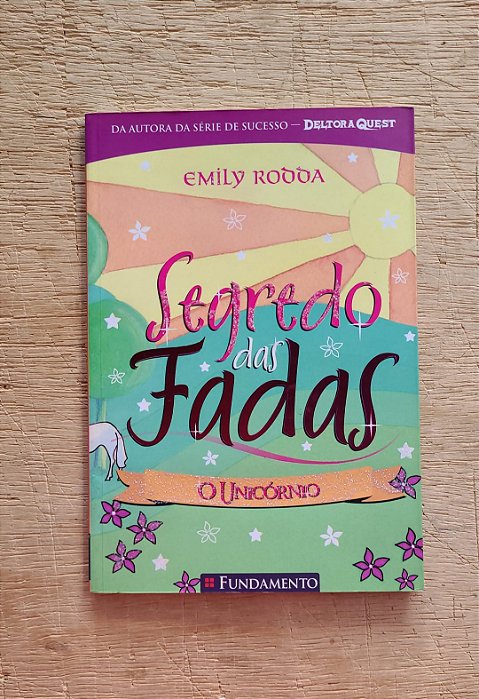 DA AUTORA DA SÉRIE DE SUCESSO — DELTORA QUEST
EMILY RODDA
Segredo
das
Fadas
O UNICÓRNIO
FUNDAMENTO